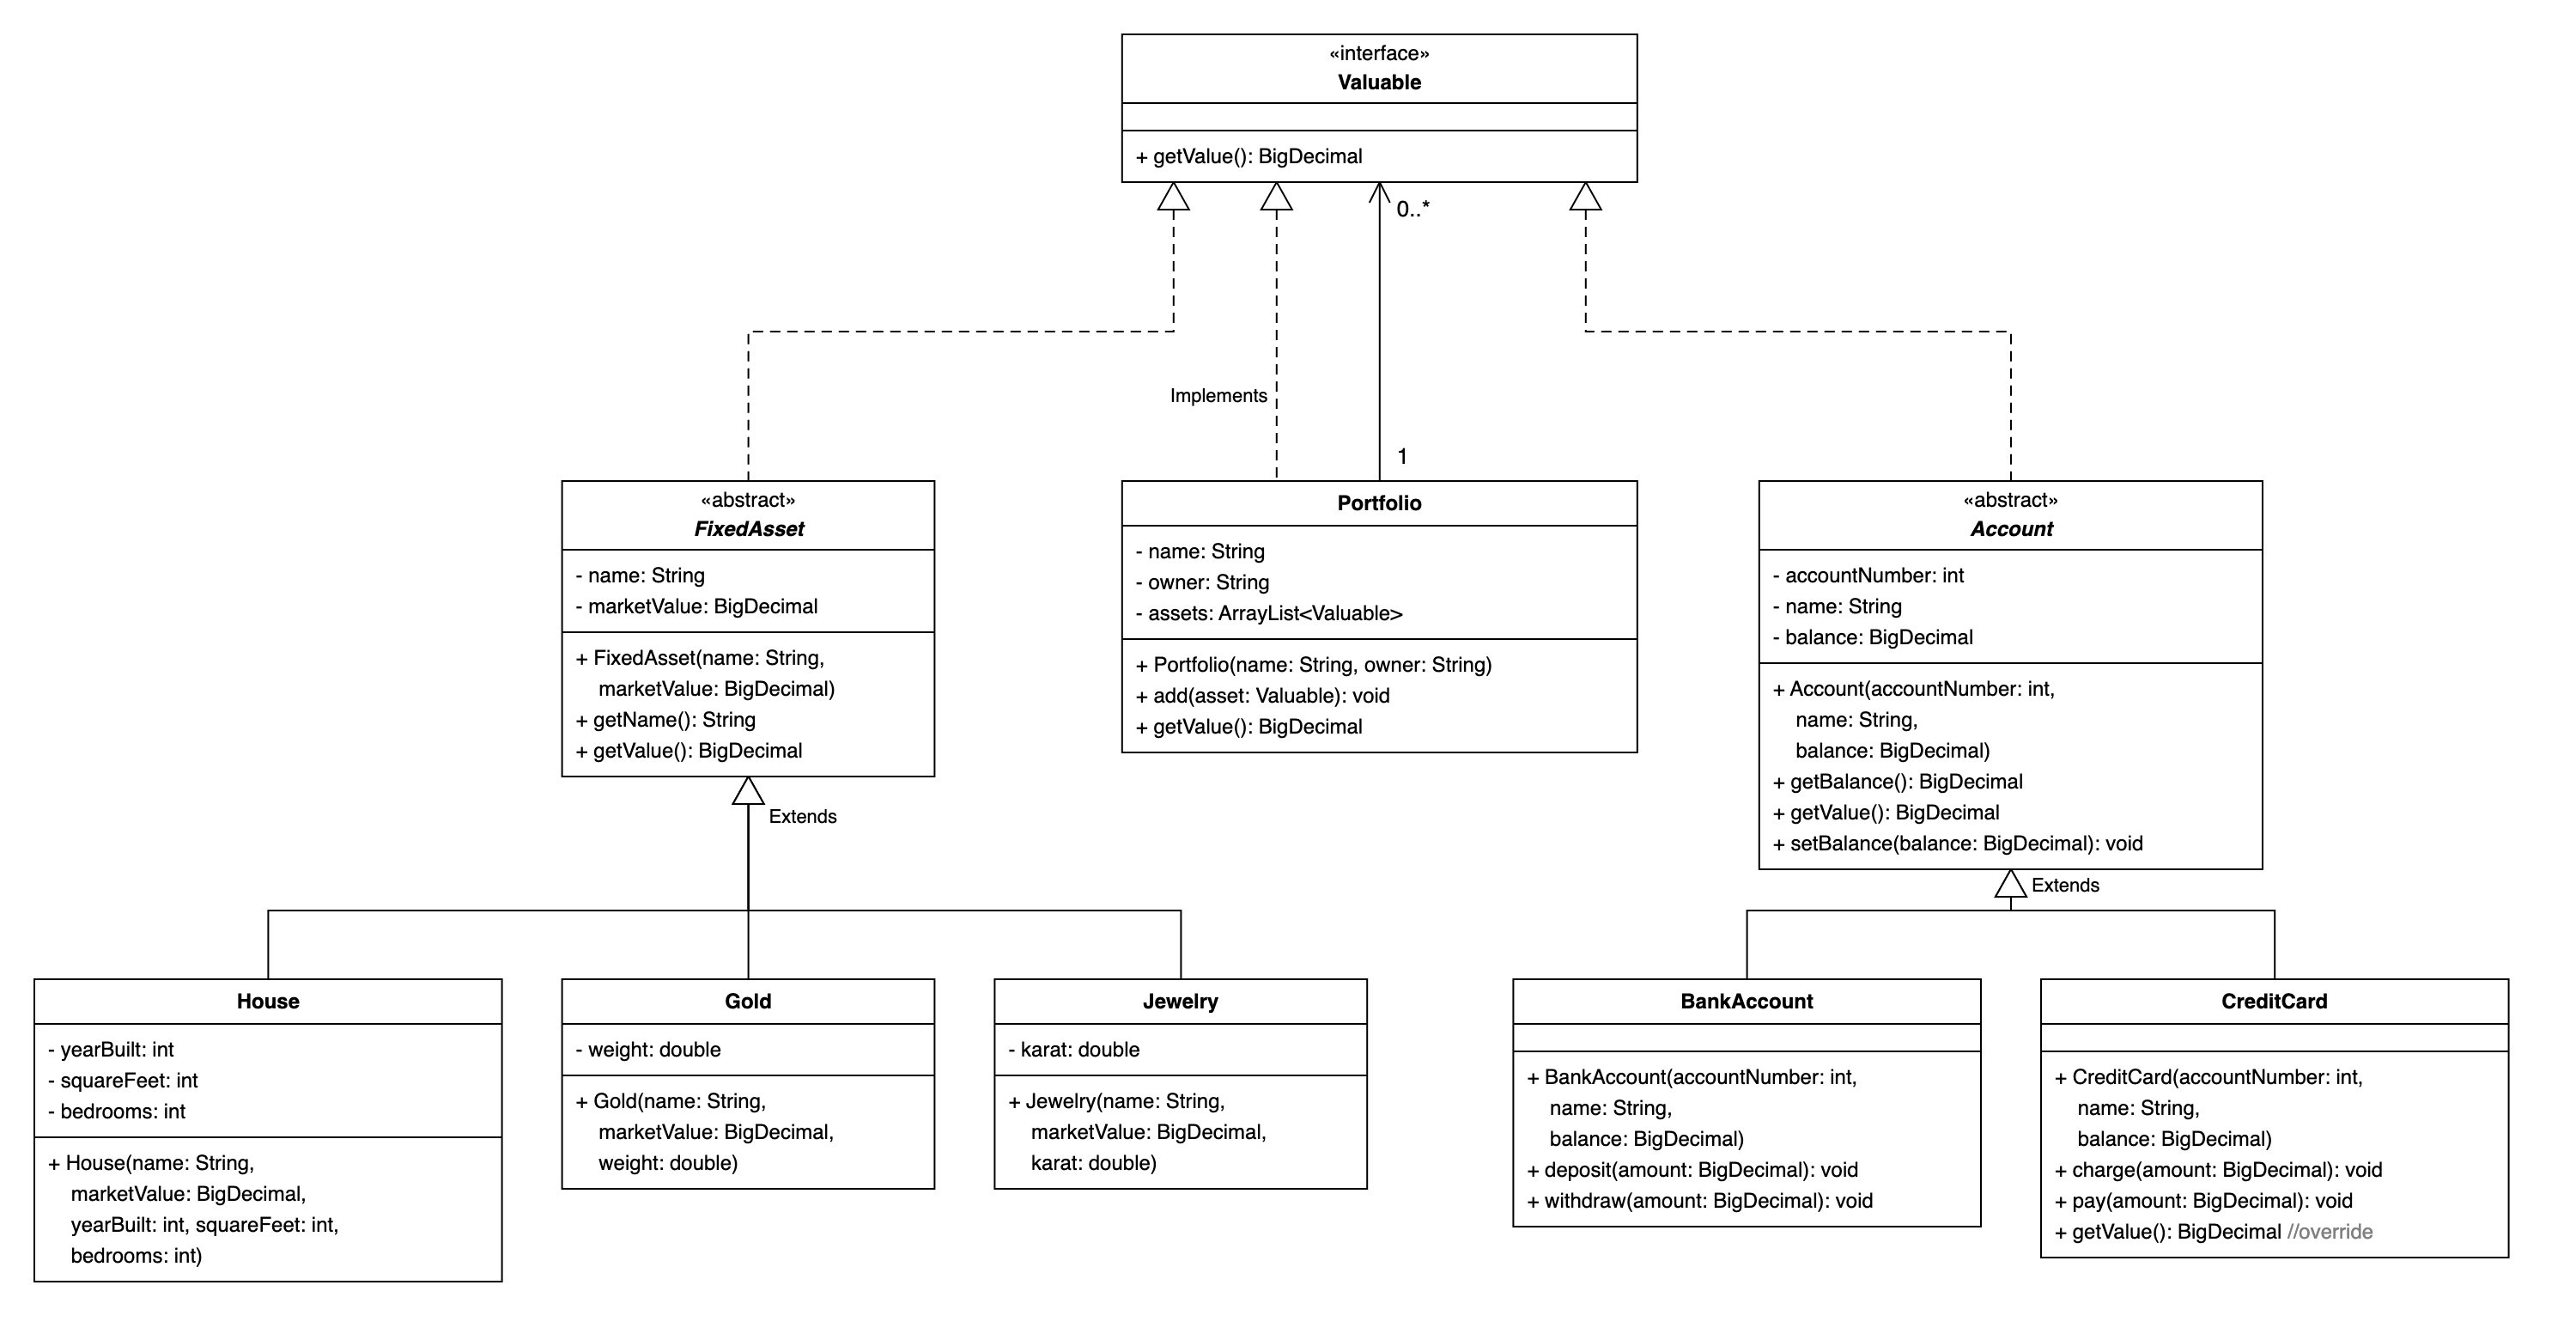 «interface»
Valuable
+ getValue(): BigDecimal
0..*
Implements
1
«abstract»
FixedAsset
- name: String
- marketValue: BigDecimal
+ FixedAsset(name: String,
marketValue: BigDecimal)
+ getName(): String
+ getValue(): BigDecimal
Extends
Portfolio
- name: String
- owner: String
- assets: ArrayList<Valuable>
+ Portfolio(name: String, owner: String)
+ add(asset: Valuable): void
+ getValue(): BigDecimal
«abstract»
Account
- accountNumber: int
- name: String
- balance: BigDecimal
+ Account(accountNumber: int,
name: String,
balance: BigDecimal)
+ getBalance(): BigDecimal
+ getValue(): BigDecimal
+ setBalance(balance: BigDecimal): void
Extends
House
- yearBuilt: int
- squareFeet: int
- bedrooms: int
+ House(name: String,
marketValue: BigDecimal,
yearBuilt: int, squareFeet: int,
bedrooms: int)
Gold
- weight: double
+ Gold(name: String,
marketValue: BigDecimal,
weight: double)
Jewelry
- karat: double
+ Jewelry(name: String,
marketValue: BigDecimal,
karat: double)
BankAccount
+ BankAccount(accountNumber: int,
name: String,
balance: BigDecimal)
+ deposit(amount: BigDecimal): void
+ withdraw(amount: BigDecimal): void
CreditCard
+ CreditCard(accountNumber: int,
name: String,
balance: BigDecimal)
+ charge(amount: BigDecimal): void
+ pay(amount: BigDecimal): void
+ getValue(): BigDecimal //override